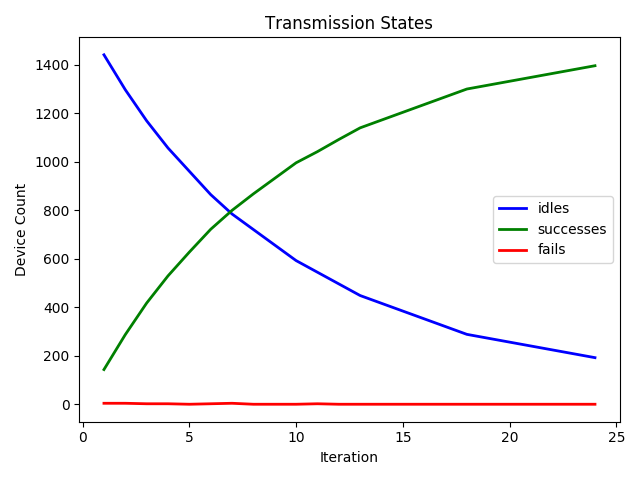 Transmission States
Device Count
1400
1200
1000
800
600
400
200
0
idles
successes
fails
0 5 10 15 20 25
Iteration